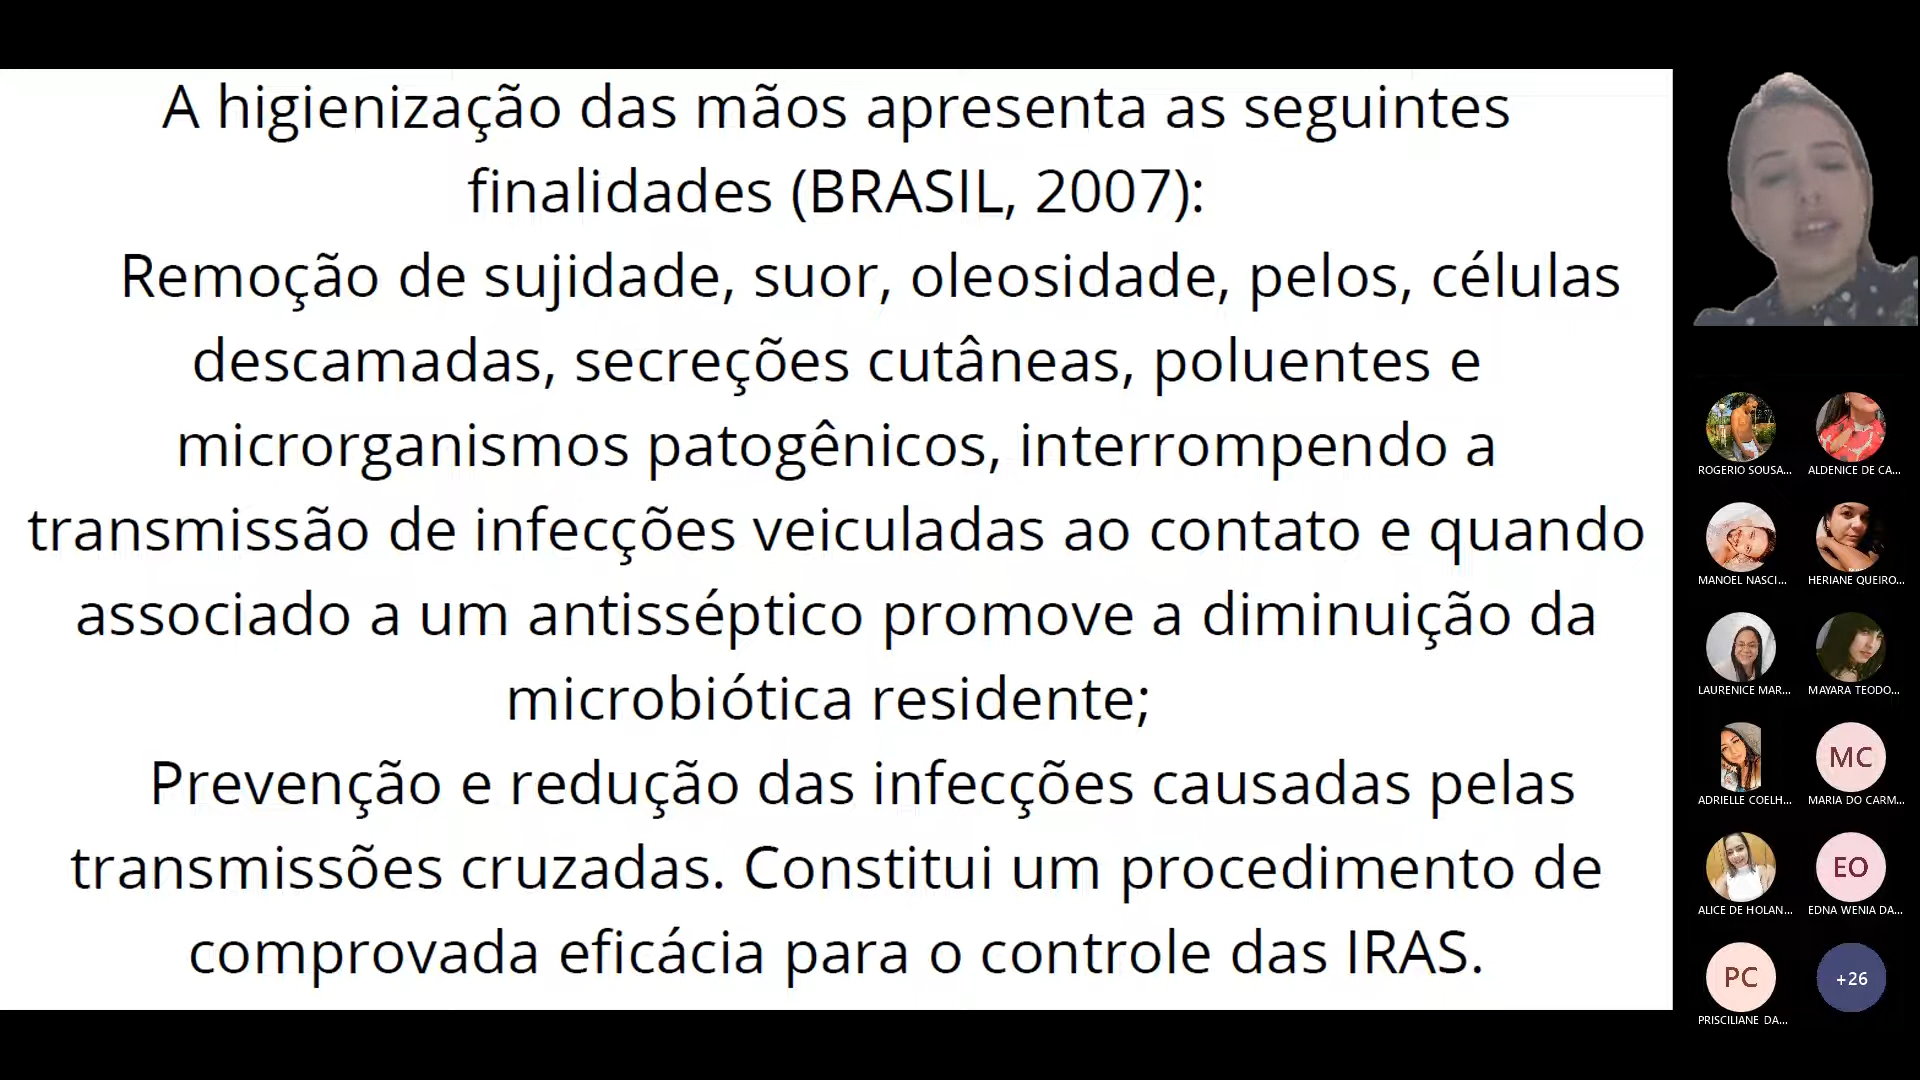 A higienização das mãos apresenta as seguintes
finalidades (BRASIL, 2007):
Remoção de sujidade, suor, oleosidade, pelos, células
descamadas, secreções cutâneas, poluentes e
microrganismos patogênicos, interrompendo a
transmissão de infecções veiculadas ao contato e quando
associado a um antisséptico promove a diminuição da
microbiótica residente;
Prevenção e redução das infecções causadas pelas
transmissões cruzadas. Constitui um procedimento de
comprovada eficácia para o controle das IRAS.
ROGERIO SOUSA...
ALDENICE DE CA...
MANOEL NASCI...
HERIANE QUEIRO...
LAURENICE MAR...
MAYARA TEODO...
ADRIELLE COELH...
MC
MARIA DO CARM...
ALICE DE HOLAN...
EO
EDNA WENIA DA...
PC
PRISCILIANE DA...
+26